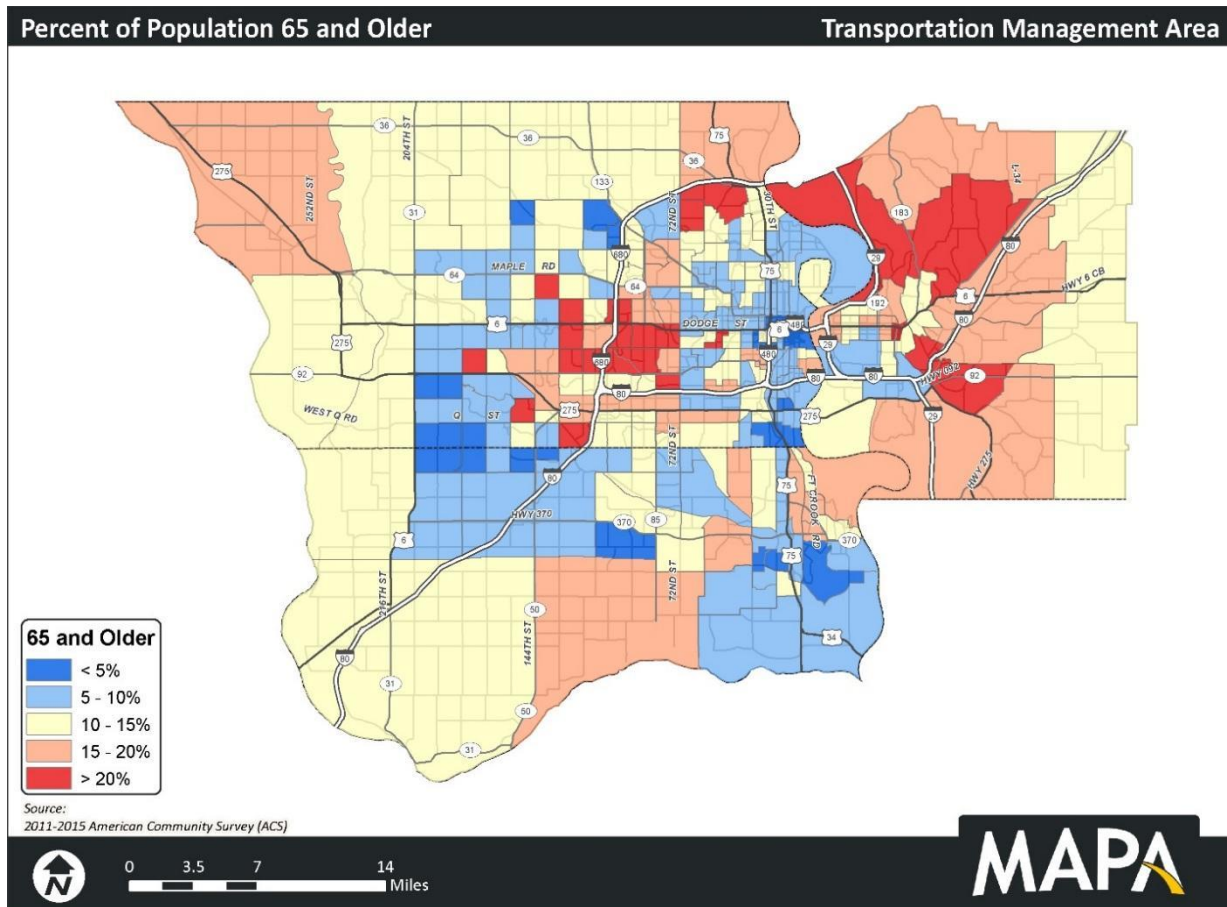 Percent of Population 65 and Older
Transportation Management Area
36
75
275
252ND ST
204TH ST
36
36
133
31
72ND ST
30TH ST
L-34
183
80
680
29
64
MAPLE RD
64
75
6
HWY 6 CB
6
DODGE ST
6
480
192
275
80
29
92
680
480
80
80
HWY 092
92
WEST Q RD
Q ST
275
275
29
72ND ST
HWY 275
80
75
FT CROOK RD
HWY 370
370
85
370
6
75
72ND ST
216TH ST
50
144TH ST
34
80
31
50
31
65 and Older
< 5%
5 - 10%
10 - 15%
15 - 20%
> 20%
Source:
2011-2015 American Community Survey (ACS)
N
0 3.5 7 14
Miles
MAPA